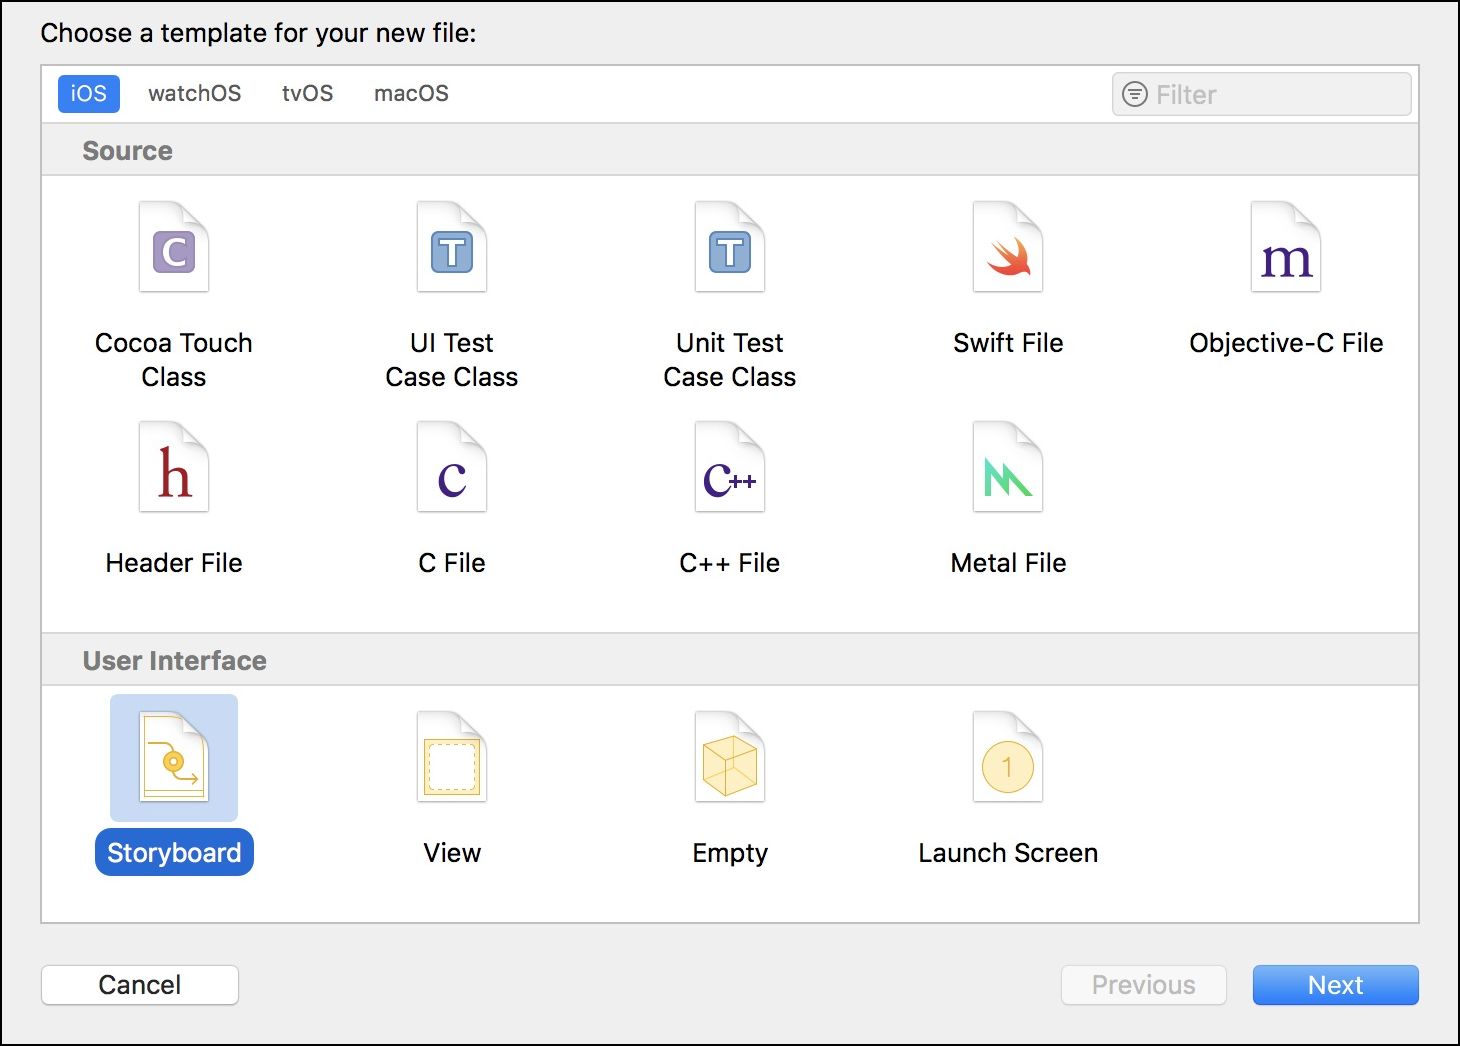 Choose a template for your new file:
iOS watchOS tvOS macOS Filter
Source
C T T m
Cocoa Touch Class
UI Test Case Class
Unit Test Case Class
Swift File
Objective-C File
h c C++
Header File
C File
C++ File
Metal File
User Interface
1
Storyboard
View
Empty
Launch Screen
Cancel Previous Next